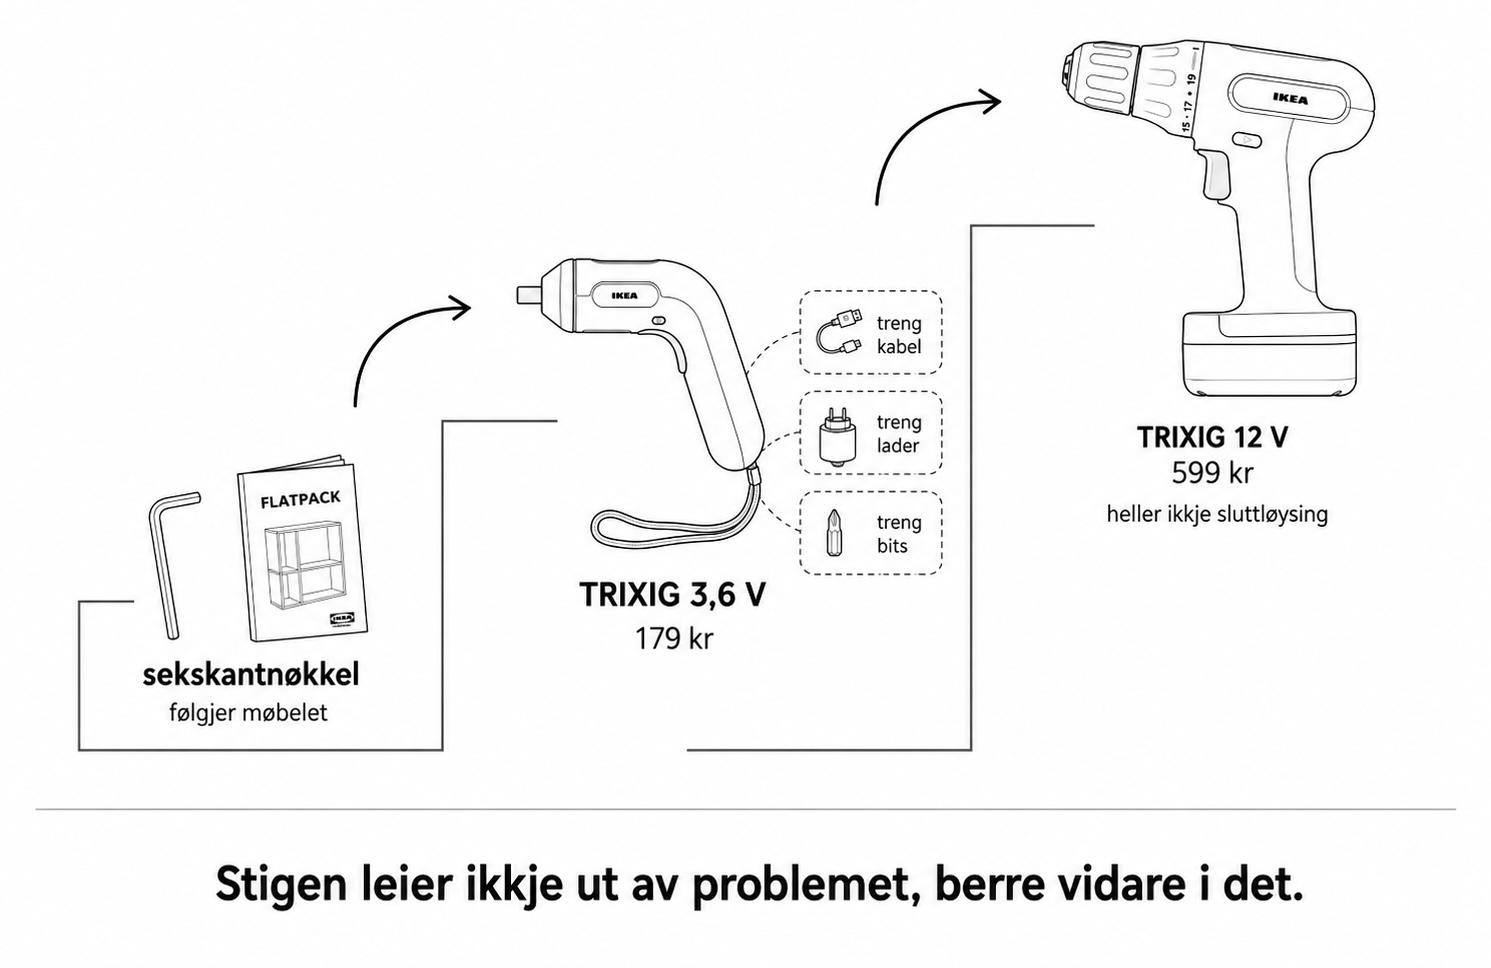 FLATPACK
IKEA
sekskantnøkkel
følgjer møbelet
IKEA
treng
kabel
treng
lader
treng
bits
TRIXIG 3,6 V
179 kr
15 • 17 • 19
IKEA
TRIXIG 12 V
599 kr
heller ikkje sluttløysing
Stigen leier ikkje ut av problemet, berre vidare i det.